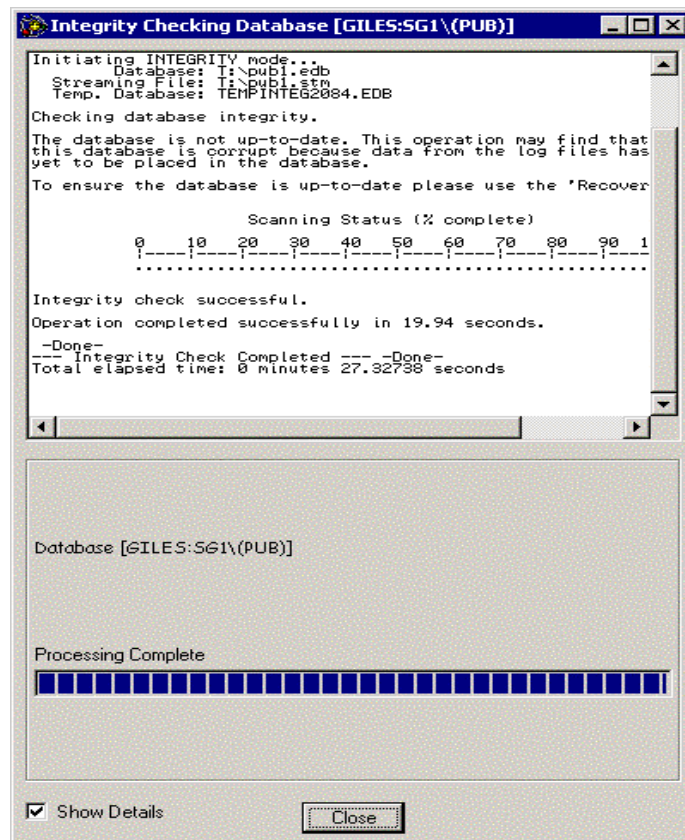 Integrity Checking Database [GILES:SG1\(PUB)]
Initiating INTEGRITY mode...
Database: T:\pub1.edb
Streaming File: T:\pub1.stm
Temp. Database: TEMPINTEG2084.EDB
Checking database integrity.
The database is not up-to-date. This operation may find that
this database is corrupt because data from the log files has
yet to be placed in the database.
To ensure the database is up-to-date please use the 'Recover
Scanning Status (% complete)
0 10 20 30 40 50 60 70 80 90 1
|----|----|----|----|----|----|----|----|----|----
...................................................
Integrity check successful.
Operation completed successfully in 19.94 seconds.
-Done-
--- Integrity Check Completed --- -Done-
Total elapsed time: 0 minutes 27.32738 seconds
Database [GILES:SG1\(PUB)]
Processing Complete
Show Details
Close